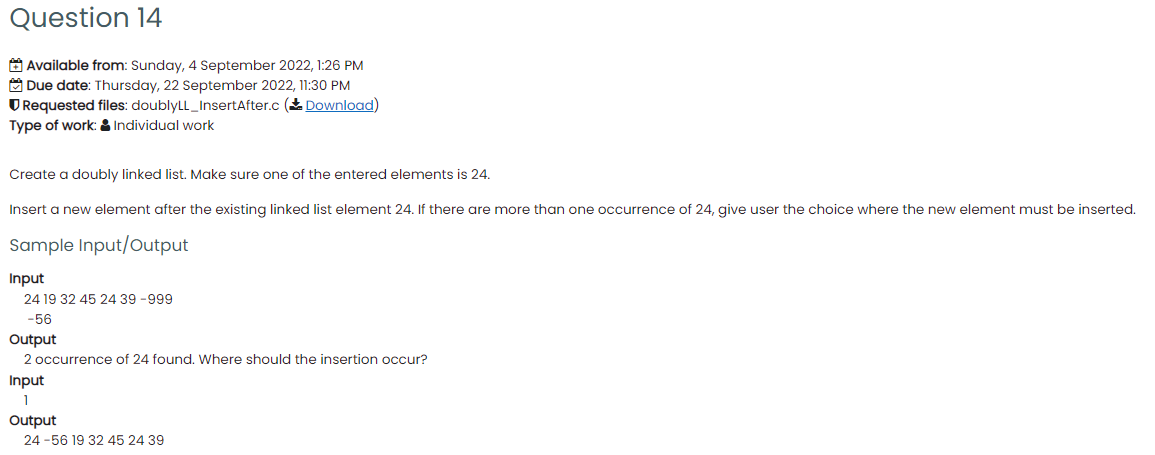 Question 14
Available from: Sunday, 4 September 2022, 1:26 PM
Due date: Thursday, 22 September 2022, 11:30 PM
Requested files: doublyLL_InsertAfter.c (Download)
Type of work: Individual work
Create a doubly linked list. Make sure one of the entered elements is 24.
Insert a new element after the existing linked list element 24. If there are more than one occurrence of 24, give user the choice where the new element must be inserted.
Sample Input/Output
Input
24 19 32 45 24 39 -999
-56
Output
2 occurrence of 24 found. Where should the insertion occur?
Input
1
Output
24 -56 19 32 45 24 39